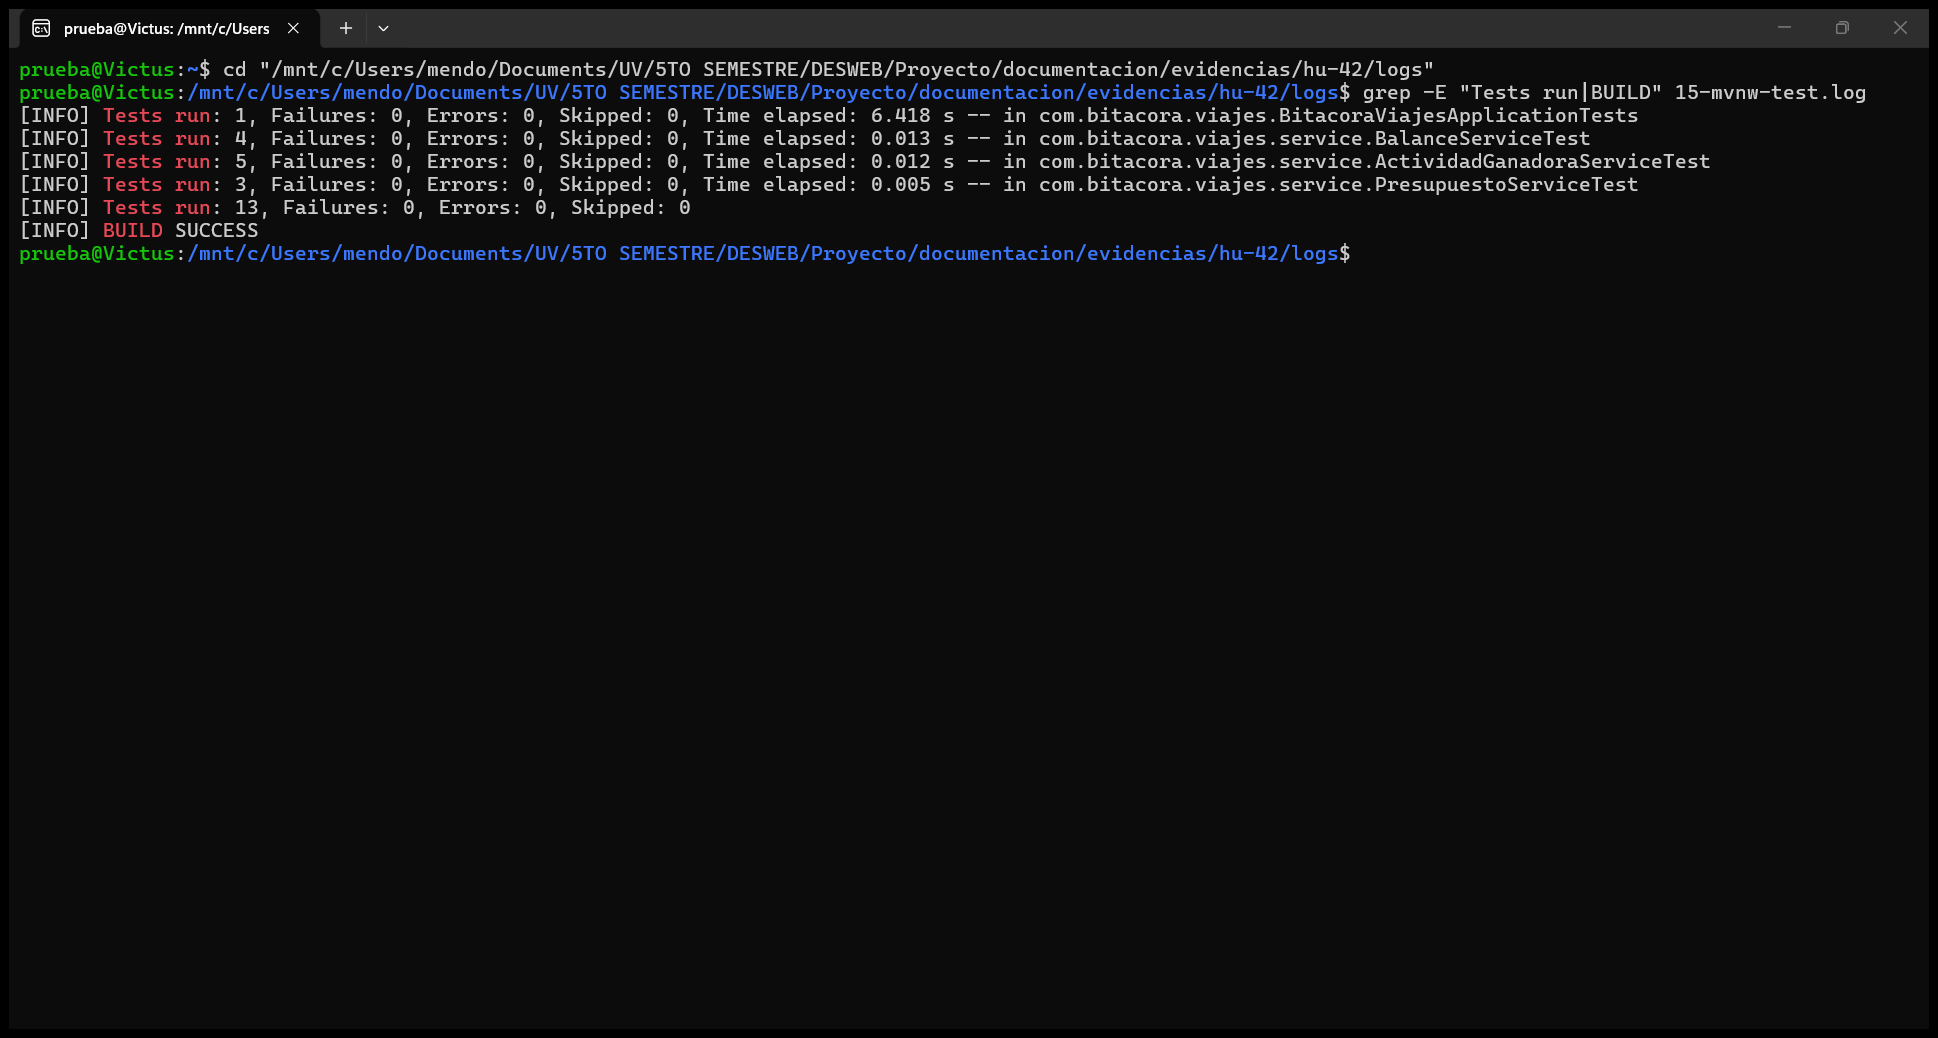 prueba@Victus: /mnt/c/Users
prueba@Victus:~$ cd "/mnt/c/Users/mendo/Documents/UV/5TO SEMESTRE/DESWEB/Proyecto/documentacion/evidencias/hu-42/logs"
prueba@Victus:/mnt/c/Users/mendo/Documents/UV/5TO SEMESTRE/DESWEB/Proyecto/documentacion/evidencias/hu-42/logs$ grep -E "Tests run|BUILD" 15-mvnw-test.log
[INFO] Tests run: 1, Failures: 0, Errors: 0, Skipped: 0, Time elapsed: 6.418 s -- in com.bitacora.viajes.BitacoraViajesApplicationTests
[INFO] Tests run: 4, Failures: 0, Errors: 0, Skipped: 0, Time elapsed: 0.013 s -- in com.bitacora.viajes.service.BalanceServiceTest
[INFO] Tests run: 5, Failures: 0, Errors: 0, Skipped: 0, Time elapsed: 0.012 s -- in com.bitacora.viajes.service.ActividadGanadoraServiceTest
[INFO] Tests run: 3, Failures: 0, Errors: 0, Skipped: 0, Time elapsed: 0.005 s -- in com.bitacora.viajes.service.PresupuestoServiceTest
[INFO] Tests run: 13, Failures: 0, Errors: 0, Skipped: 0
[INFO] BUILD SUCCESS
prueba@Victus:/mnt/c/Users/mendo/Documents/UV/5TO SEMESTRE/DESWEB/Proyecto/documentacion/evidencias/hu-42/logs$